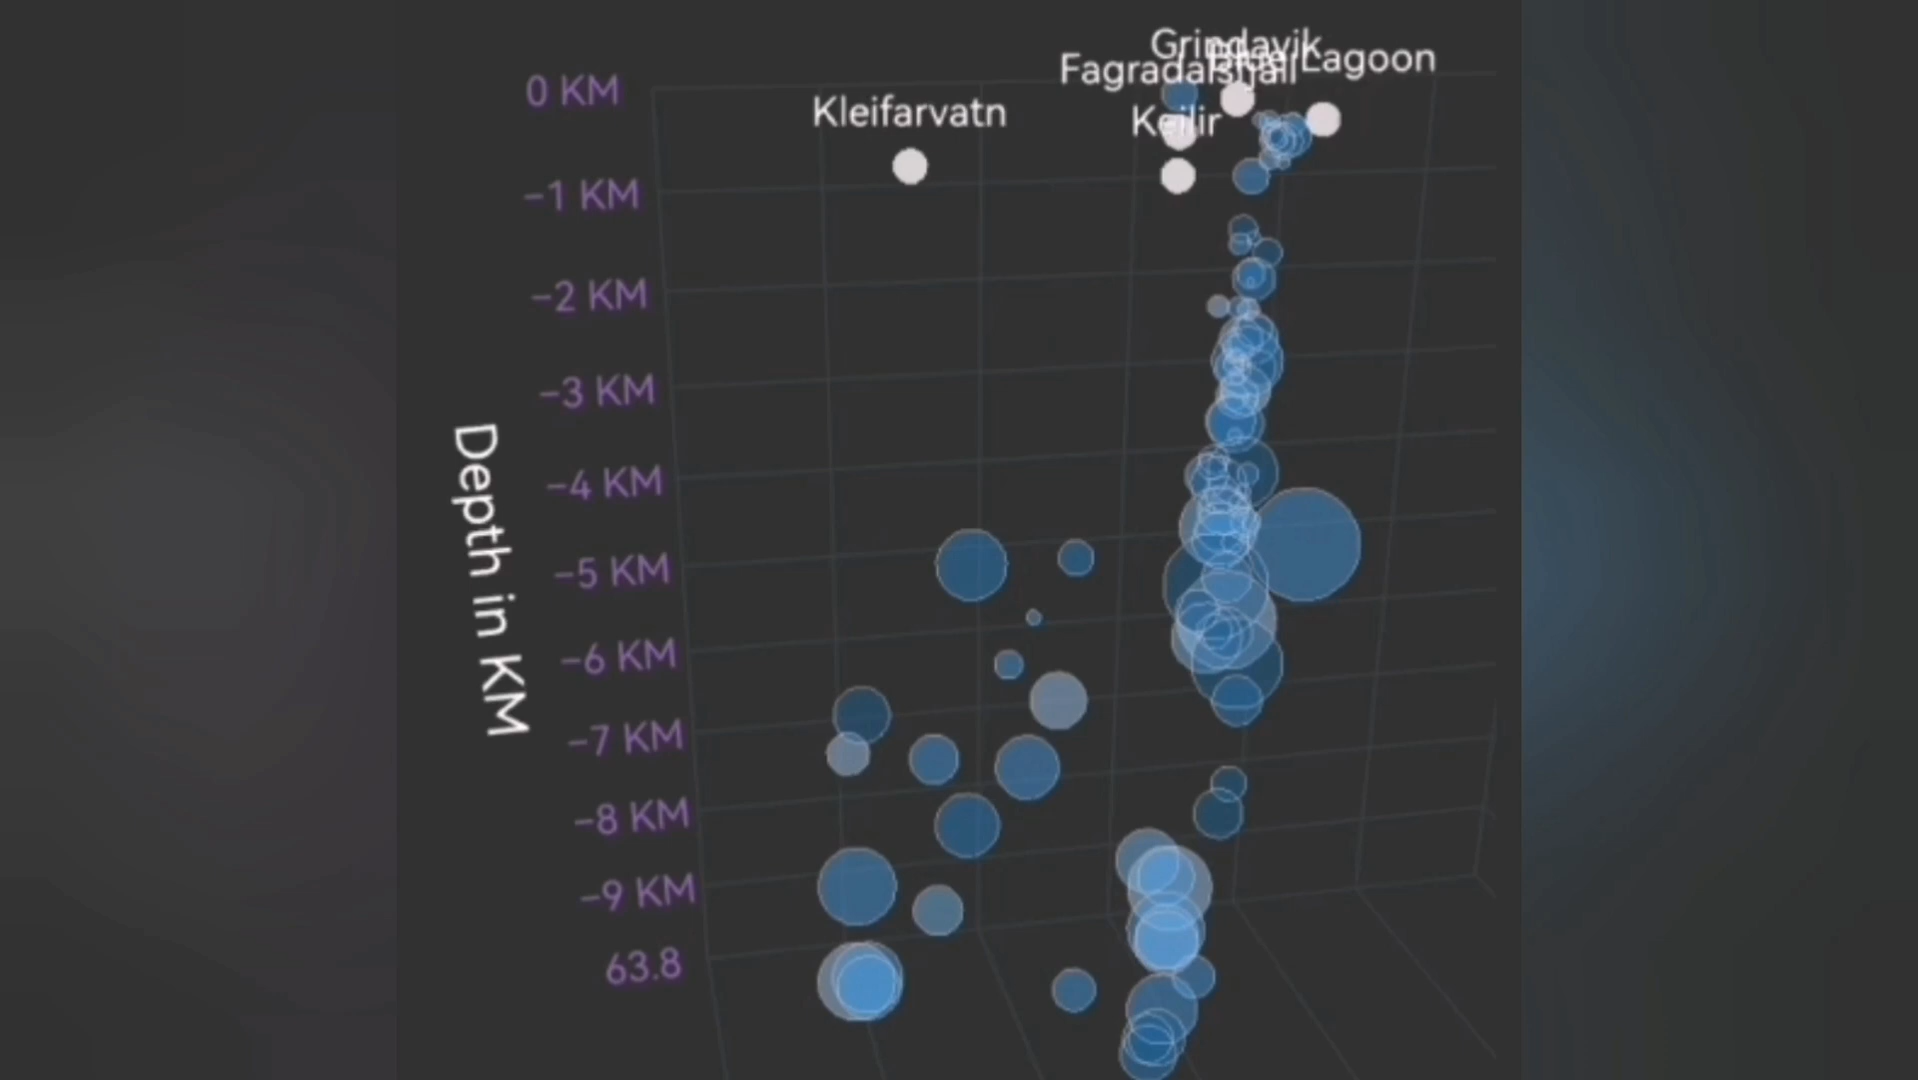 Grindavik
Blue Lagoon
Fagradalsfjall
0 KM
Kleifarvatn
Keilir
−1 KM
−2 KM
−3 KM
−4 KM
−5 KM
−6 KM
−7 KM
−8 KM
−9 KM
63.8
Depth in KM